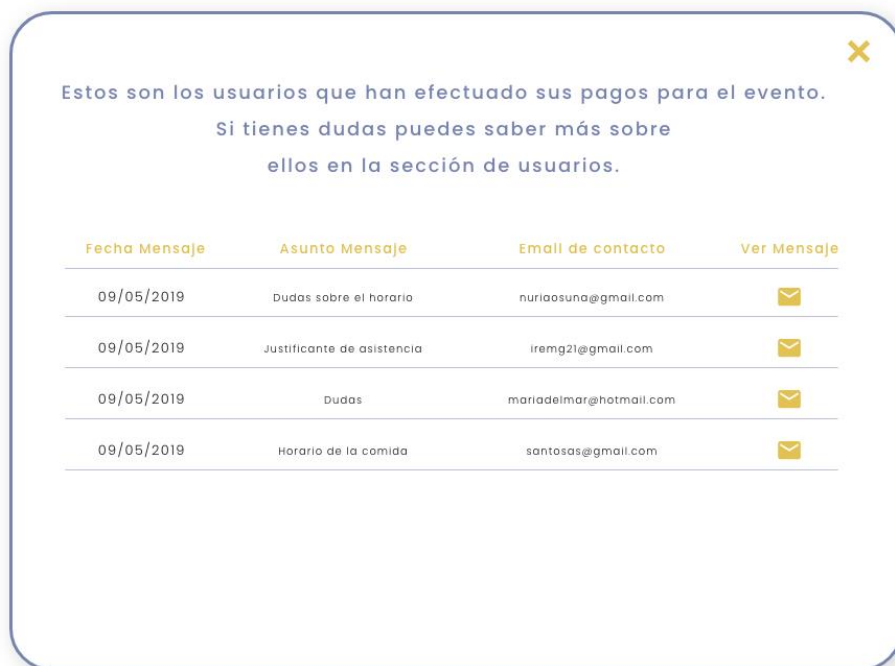 Estos son los usuarios que han efectuado sus pagos para el evento.
Si tienes dudas puedes saber más sobre
ellos en la sección de usuarios.
Fecha Mensaje Asunto Mensaje Email de contacto Ver Mensaje
09/05/2019 Dudas sobre el horario nuriaosuna@gmail.com
09/05/2019 Justificante de asistencia iremg21@gmail.com
09/05/2019 Dudas mariadelmar@hotmail.com
09/05/2019 Horario de la comida santosas@gmail.com